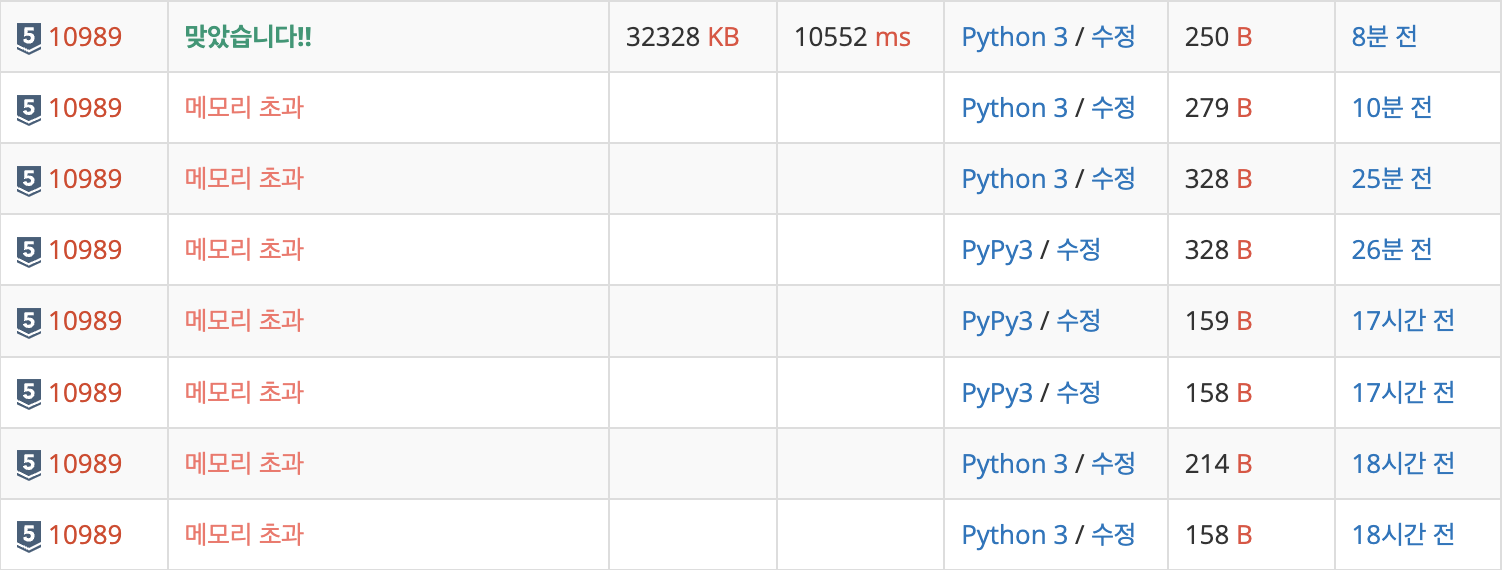 5 10989 맞았습니다!! 32328 KB 10552 ms Python 3 / 수정 250 B 8분 전
5 10989 메모리 초과 Python 3 / 수정 279 B 10분 전
5 10989 메모리 초과 Python 3 / 수정 328 B 25분 전
5 10989 메모리 초과 PyPy3 / 수정 328 B 26분 전
5 10989 메모리 초과 PyPy3 / 수정 159 B 17시간 전
5 10989 메모리 초과 PyPy3 / 수정 158 B 17시간 전
5 10989 메모리 초과 Python 3 / 수정 214 B 18시간 전
5 10989 메모리 초과 Python 3 / 수정 158 B 18시간 전